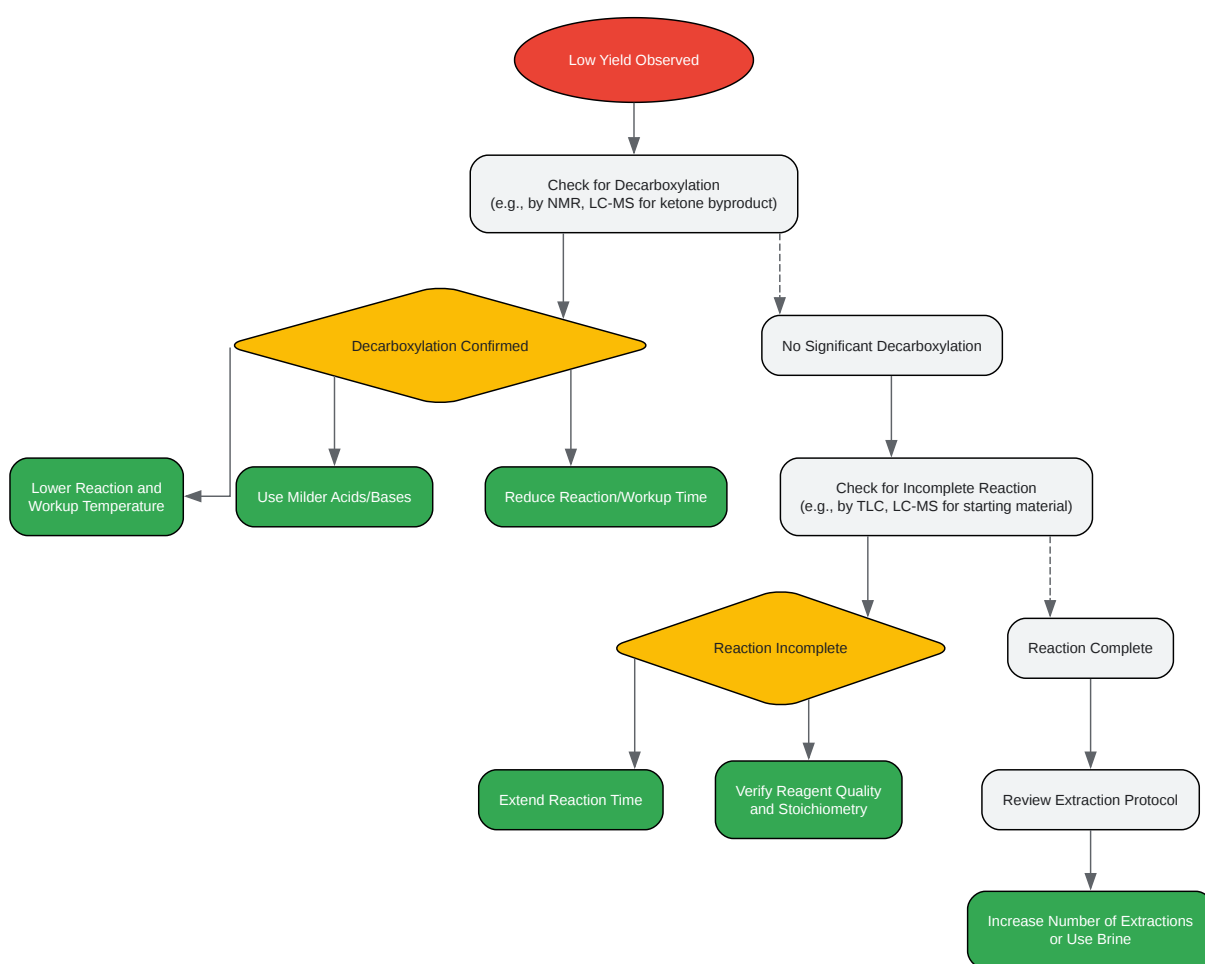 Low Yield Observed
Check for Decarboxylation
(e.g., by NMR, LC-MS for ketone byproduct)
Decarboxylation Confirmed
No Significant Decarboxylation
Lower Reaction and
Workup Temperature
Use Milder Acids/Bases
Reduce Reaction/Workup Time
Check for Incomplete Reaction
(e.g., by TLC, LC-MS for starting material)
Reaction Incomplete
Reaction Complete
Extend Reaction Time
Verify Reagent Quality
and Stoichiometry
Review Extraction Protocol
Increase Number of Extractions
or Use Brine